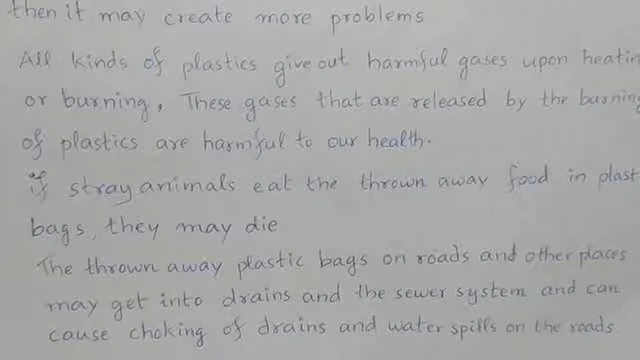 then it may create more problems
All kinds of plastics give out harmful gases upon heatin
or burning, These gases that are released by the burning
of plastics are harmful to our health.
if stray animals eat the thrown away food in plast
bags, they may die
The thrown away plastic bags on roads and other places
may get into drains and the sewer system and can
cause choking of drains and water spills on the roads